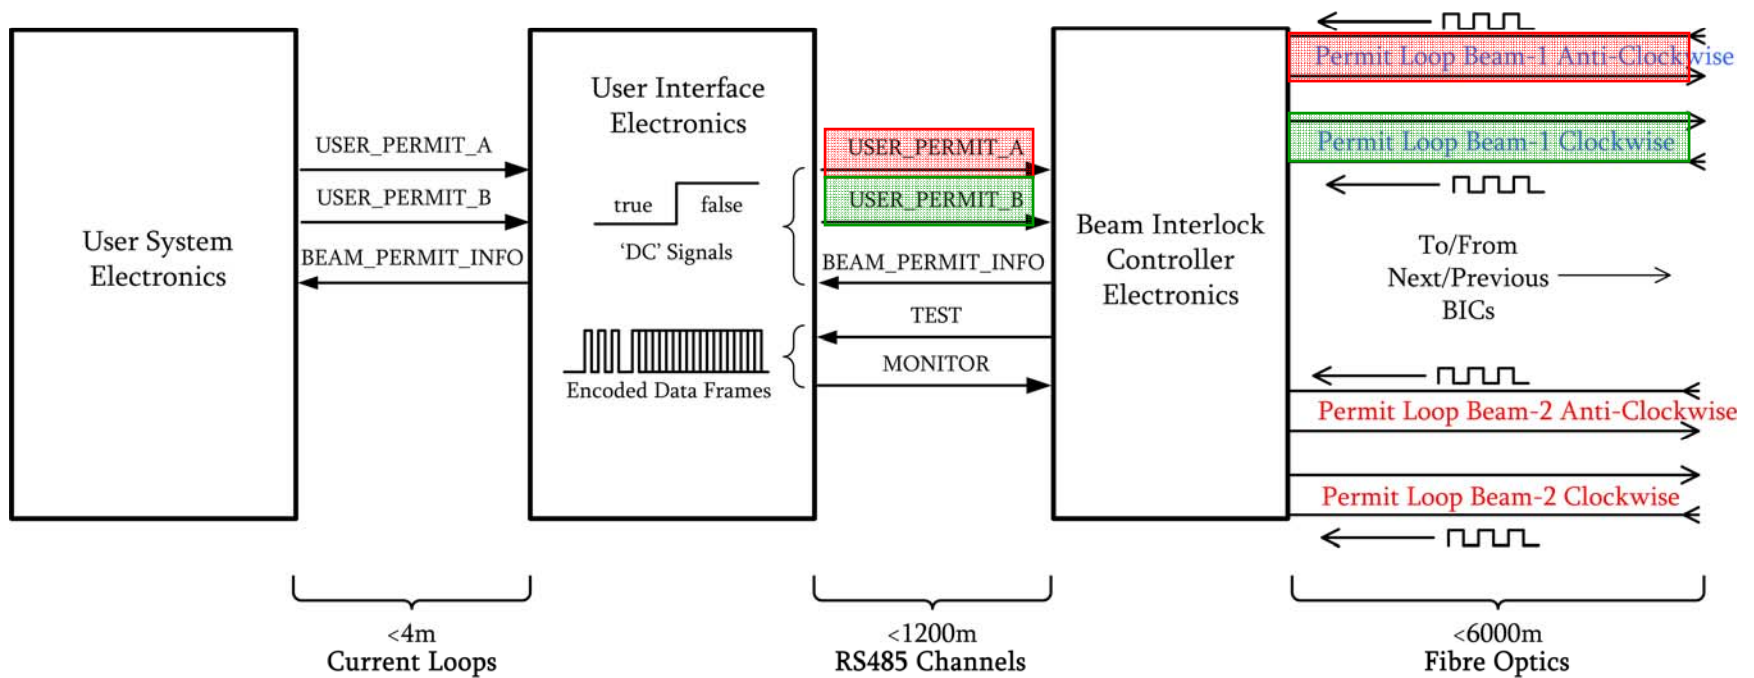 User System
Electronics
USER_PERMIT_A
USER_PERMIT_B
BEAM_PERMIT_INFO
User Interface
Electronics
true
false
‘DC’ Signals
Encoded Data Frames
USER_PERMIT_A
USER_PERMIT_B
BEAM_PERMIT_INFO
TEST
MONITOR
Beam Interlock
Controller
Electronics
Permit Loop Beam-1 Anti-Clockwise
Permit Loop Beam-1 Clockwise
To/From
Next/Previous
BICs
Permit Loop Beam-2 Anti-Clockwise
Permit Loop Beam-2 Clockwise
<4m
Current Loops
<1200m
RS485 Channels
<6000m
Fibre Optics